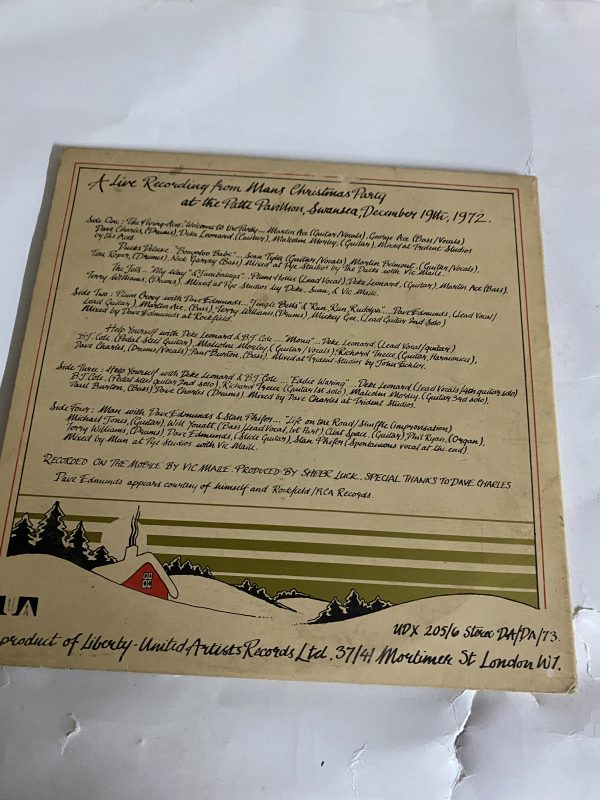 A Live Recording from Mans Christmas Party
at the Patti Pavilion, Swansea, December 19th, 1972.
Side One: The Flying Aces "Welcome to the Party"... Martin Ace (Guitar/Vocals), George Ace (Bass/Vocals)
Dave Charles, (Drums), Deke Leonard (Guitar), Malcolm Morley, (Guitar), Mixed at Trident Studios
by the Aces.
Ducks Deluxe "Boogaloo Babe"... Sean Tyla (Guitar/Vocals), Martin Belmont (Guitar/Vocals),
Tim Roper, (Drums), Nick Garvey (Bass) Mixed at Pye Studios by the Ducks with Vic Maile.
The Jets ... "My Way" & "Jambalaya"... Plum Hollis (Lead Vocal), Deke Leonard, (Guitar), Martin Ace (Bass),
Terry Williams, (Drums), Mixed at Pye Studios by Deke, Sean, & Vic Maile.
Side Two: Plum Crazy with Dave Edmunds... "Jingle Bells" & "Run, Run, Rudolph"..... Dave Edmunds, (Lead Vocal/
Lead Guitar), Martin Ace, (Bass), Terry Williams (Drums), Mickey Gee, (Lead Guitar 2nd Solo)
Mixed by Dave Edmunds at Rockfield.
Help Yourself with Deke Leonard & B.J. Cole... "Mona"... Deke Leonard, (Lead Vocal/guitar)
B.J. Cole, (Pedal Steel Guitar), Malcolm Morley, (Guitar/Vocals) Richard Treece, (Guitar, Harmonica),
Dave Charles, (Drums/Vocals) Paul Burton, (Bass). Mixed at Trident Studios by John
Side Three: Help Yourself with Deke Leonard & B.J. Cole.... "Eddie Waring"... Deke Leonard, (Lead Vocals 4th guitar solo)
B.J. Cole, (Pedal steel guitar 2nd solo), Richard Treece (Guitar 1st solo), Malcolm Morley, (Guitar 3rd solo),
Paul Burton, (Bass), Dave Charles (Drums), Mixed by Dave Charles at Trident Studios.
Side Four: Man with Dave Edmunds & Stan Phifer... "Life on the Road/Shuffle (improvisation)
Michael Jones, (Guitar), Will Youatt (Bass/Lead Vocal, 1st Part), Clint Space, (Guitar), Phil Ryan, (Organ),
Terry Williams, (Drums) Dave Edmunds, (Slide Guitar), Stan Phifer (Spontaneous vocal at the end)
Mixed by Man at Pye Studios with Vic Maile.
RECORDED ON THE MOBILE BY VIC MAILE. PRODUCED BY SHEER LUCK.. SPECIAL THANKS TO DAVE CHARLES
Dave Edmunds appears courtesy of himself and Rockfield/RCA Records.
UDX 205/6 Stereo DA/DA/73.
product of Liberty-United Artists Records Ltd. 37/41 Mortimer St London W1.